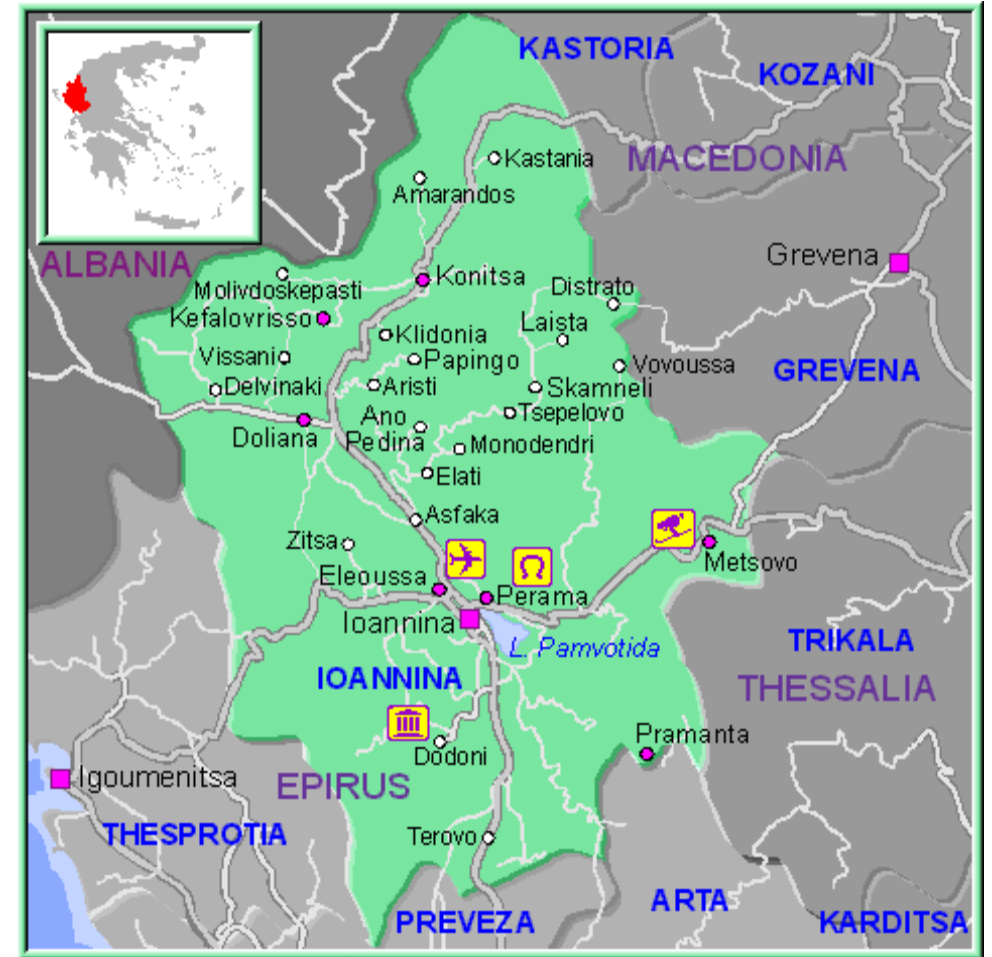 KASTORIA
KOZANI
Kastania
MACEDONIA
Amarandos
Grevena
ALBANIA
Konitsa
Molivdoskepasti
Distrato
Kefalovrisso
Laista
Klidonia
Vissani
Papingo
Vovoussa
GREVENA
Delvinaki
Aristi
Skamneli
Ano
Pedina
Tsepelovo
Doliana
Monodendri
Elati
Asfaka
Zitsa
Metsovo
Eleoussa
Perama
Ioannina
L. Pamvotida
TRIKALA
IOANNINA
THESSALIA
Pramanta
Dodoni
Igoumenitsa
EPIRUS
THESPROTIA
Terovo
ARTA
PREVEZA
KARDITSA